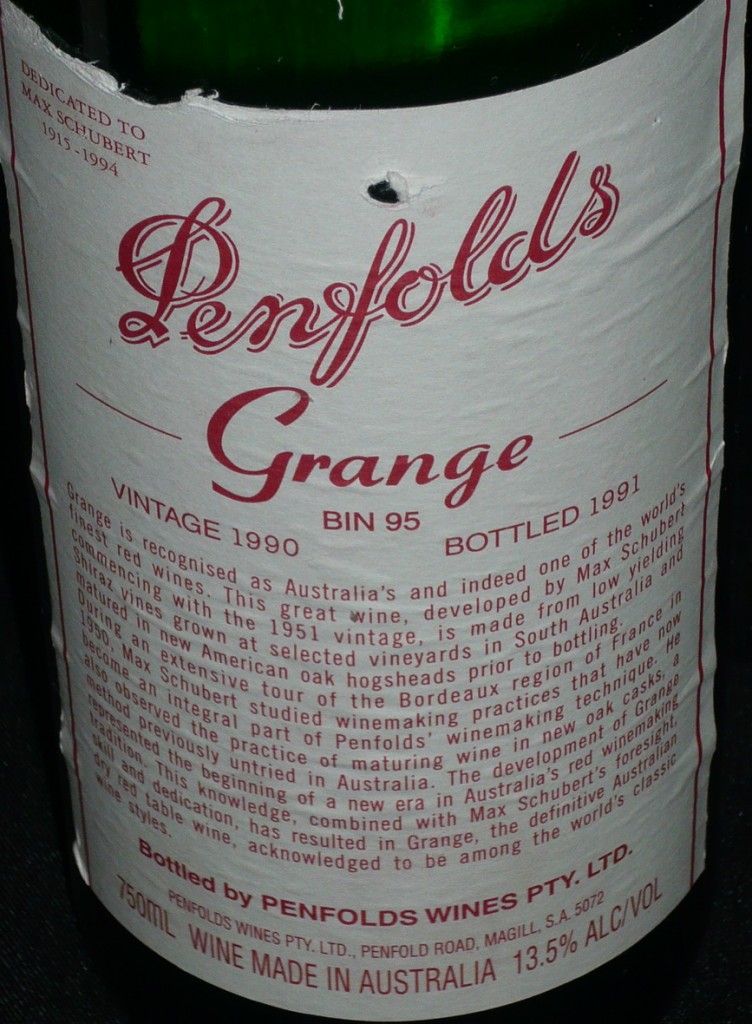 DEDICATED TO
MAX SCHUBERT
1915-1994
Penfolds
Grange
VINTAGE 1990 BIN 95 BOTTLED 1991
Grange is recognised as Australia's and indeed one of the world's
finest red wines. This great wine, developed by Max Schubert
commencing with the 1951 vintage, is made from low yielding
Shiraz vines grown at selected vineyards in South Australia and
matured in new American oak hogsheads prior to bottling.
During an extensive tour of the Bordeaux region of France in
1950, Max Schubert studied winemaking practices that have now
become an integral part of Penfolds' winemaking technique. He
also observed the practice of maturing wine in new oak casks, a
method previously untried in Australia. The development of Grange
represented the beginning of a new era in Australia's red winemaking
tradition. This knowledge, combined with Max Schubert's foresight,
skill and dedication, has resulted in Grange, the definitive Australian
dry red table wine, acknowledged to be among the world's classic
wine styles.
Bottled by PENFOLDS WINES PTY. LTD.
PENFOLDS WINES PTY. LTD., PENFOLD ROAD, MAGILL, S.A. 5072
750mL WINE MADE IN AUSTRALIA 13.5% ALC/VOL